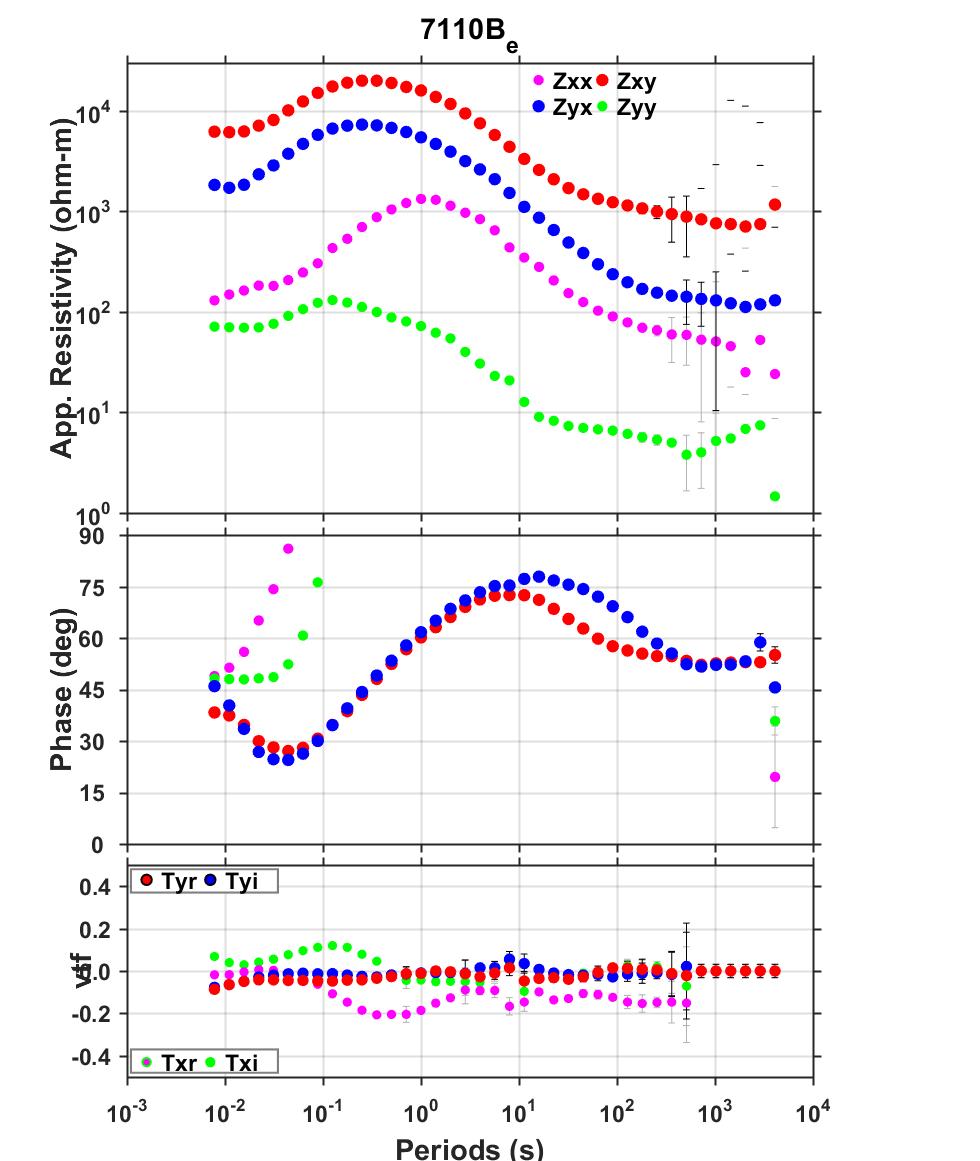 7110Be
Zxx Zxy
Zyx Zyy
10^4
10^3
10^2
10^1
10^0
App. Resistivity (ohm-m)
90
75
60
45
30
15
0
Phase (deg)
Tyr Tyi
0.4
0.2
0.0
-0.2
-0.4
vtf
Txr Txi
10^-3 10^-2 10^-1 10^0 10^1 10^2 10^3 10^4
Periods (s)